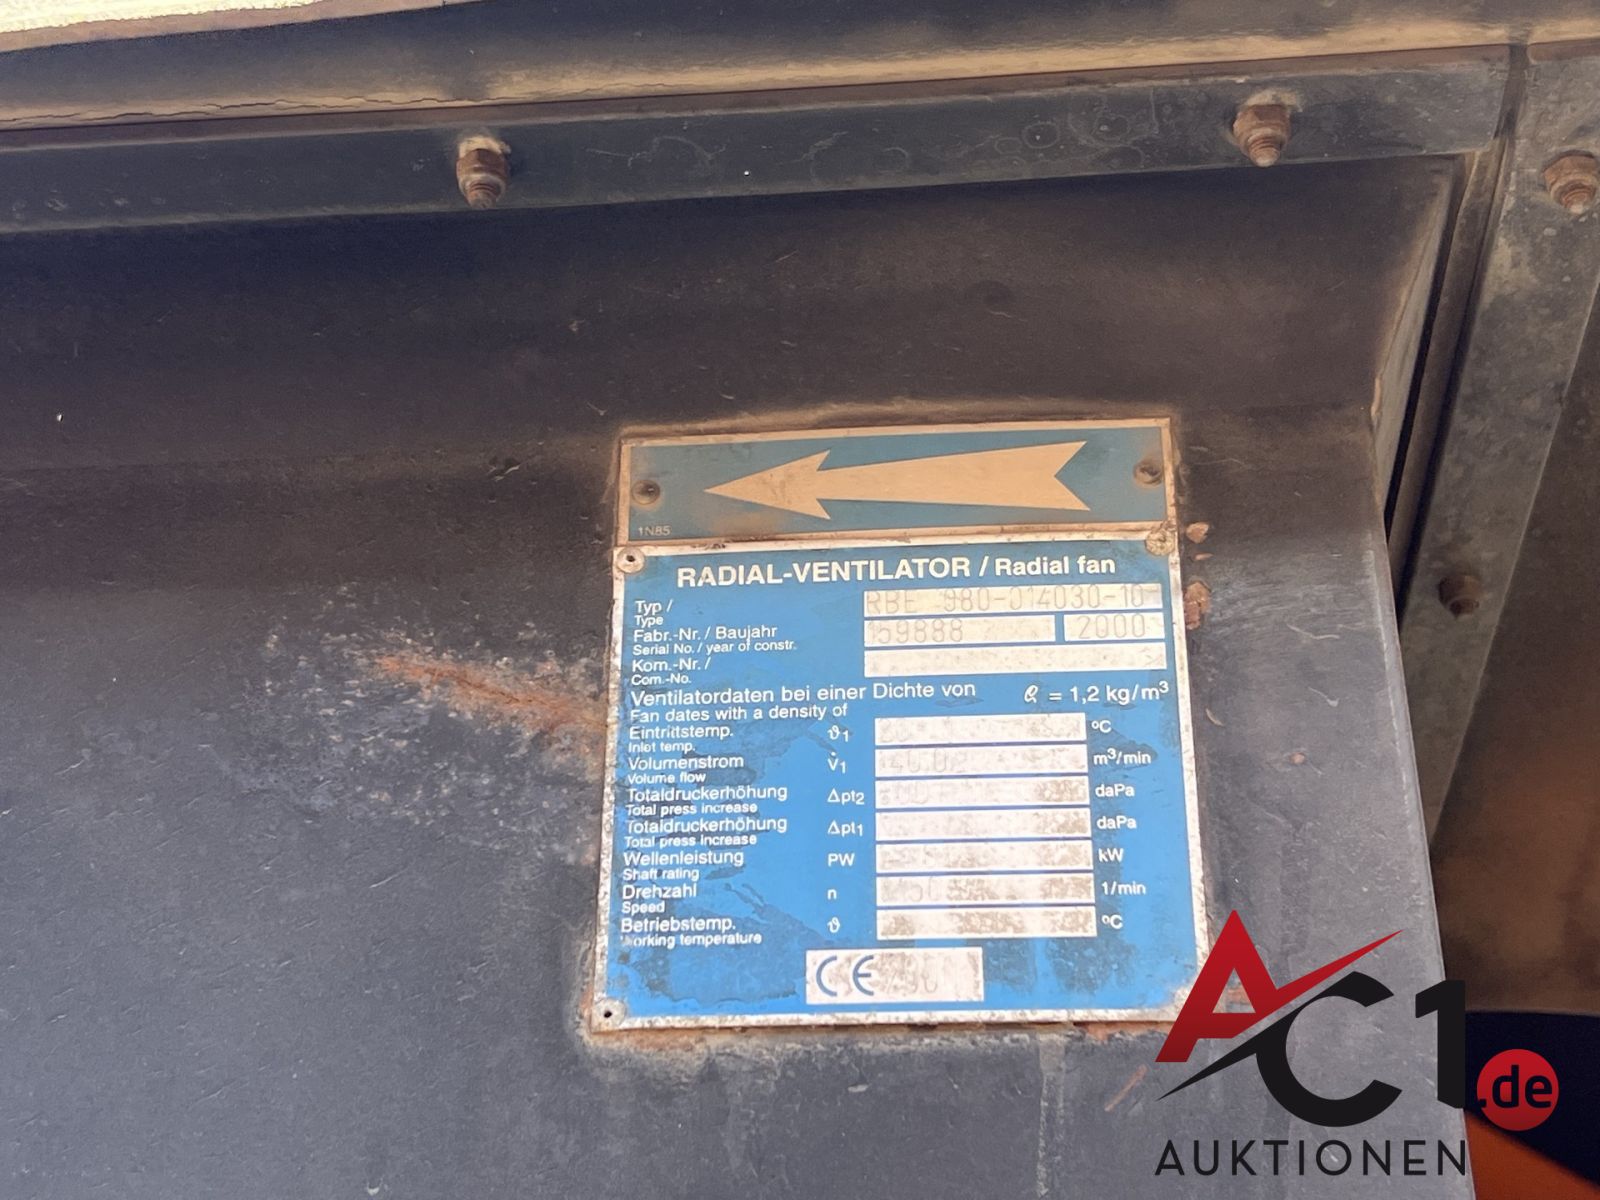 1N85
RADIAL-VENTILATOR / Radial fan
Typ / RBE 980-014030-10
Type
Fabr.-Nr. / Baujahr 159888 2000
Serial No. / year of constr.
Kom.-Nr. /
Com.-No.
Ventilatordaten bei einer Dichte von ϱ = 1,2 kg/m³
Fan dates with a density of
Eintrittstemp. ϑ1 °C
Inlet temp.
Volumenstrom V̇1 m³/min
Volume flow
Totaldruckerhöhung Δpt2 daPa
Total press increase
Totaldruckerhöhung Δpt1 daPa
Total press increase
Wellenleistung PW kW
Shaft rating
Drehzahl n 1/min
Speed
Betriebstemp. ϑ °C
Working temperature
CE
AC1.de
AUKTIONEN